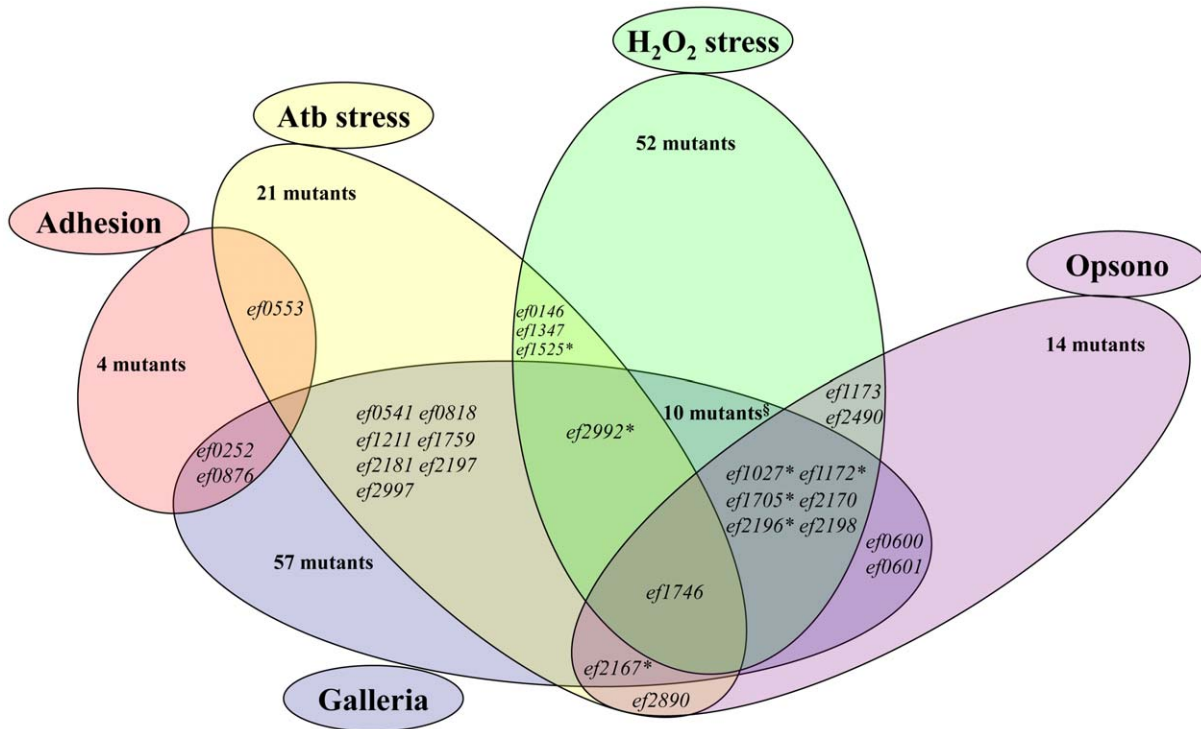 H₂O₂ stress
Atb stress
52 mutants
21 mutants
Adhesion
Opsono
ef0553
ef0146
ef1347
ef1525*
14 mutants
4 mutants
ef1173
ef2490
10 mutants§
ef0541 ef0818
ef1211 ef1759
ef2181 ef2197
ef2997
ef2992*
ef0252
ef0876
ef1027* ef1172*
ef1705* ef2170
ef2196* ef2198
ef0600
ef0601
57 mutants
ef1746
ef2167*
ef2890
Galleria